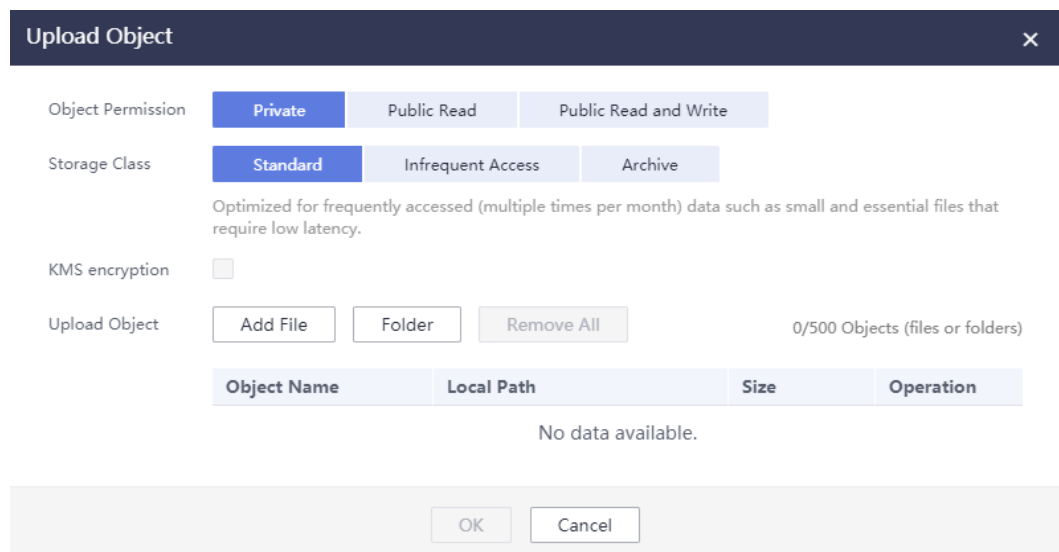 Upload Object
Object Permission Private Public Read Public Read and Write
Storage Class Standard Infrequent Access Archive
Optimized for frequently accessed (multiple times per month) data such as small and essential files that
require low latency.
KMS encryption
Upload Object Add File Folder Remove All 0/500 Objects (files or folders)
Object Name Local Path Size Operation
No data available.
OK Cancel